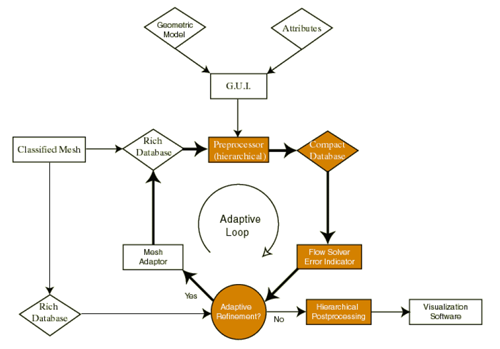 Geometric
Model
Attributes
G.U.I.
Classified Mesh
Rich
Database
Preprocessor
(hierarchical)
Compact
Database
Adaptive
Loop
Mesh
Adaptor
Flow Solver
Error Indicator
Yes
Rich
Database
Adaptive
Refinement?
No
Hierarchical
Postprocessing
Visualization
Software